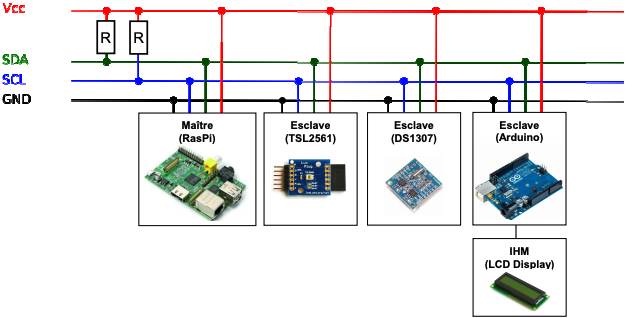 Vcc
R
R
SDA
SCL
GND
Maître
(RasPi)
Esclave
(TSL2561)
Esclave
(DS1307)
Esclave
(Arduino)
IHM
(LCD Display)